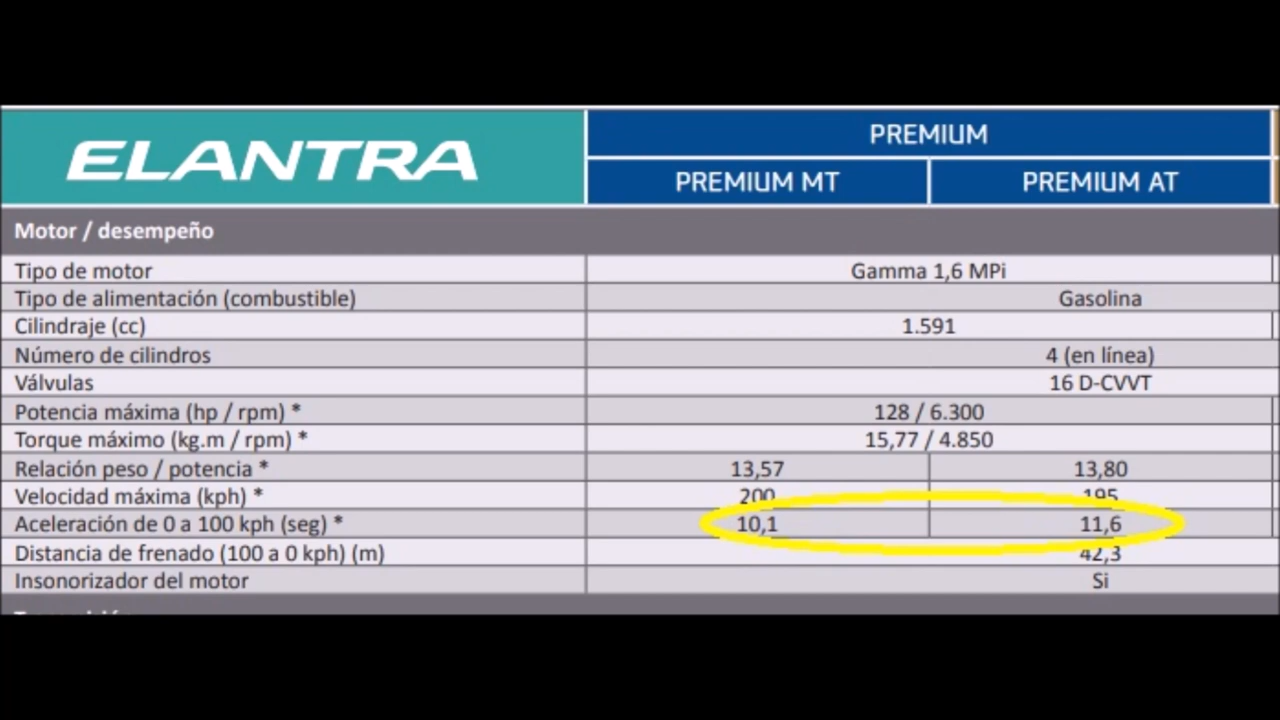 ELANTRA
PREMIUM
PREMIUM MT PREMIUM AT
Motor / desempeño
Tipo de motor Gamma 1,6 MPi
Tipo de alimentación (combustible) Gasolina
Cilindraje (cc) 1.591
Número de cilindros 4 (en línea)
Válvulas 16 D-CVVT
Potencia máxima (hp / rpm) * 128 / 6.300
Torque máximo (kg.m / rpm) * 15,77 / 4.850
Relación peso / potencia * 13,57 13,80
Velocidad máxima (kph) * 200 195
Aceleración de 0 a 100 kph (seg) * 10,1 11,6
Distancia de frenado (100 a 0 kph) (m) 42,3
Insonorizador del motor Si